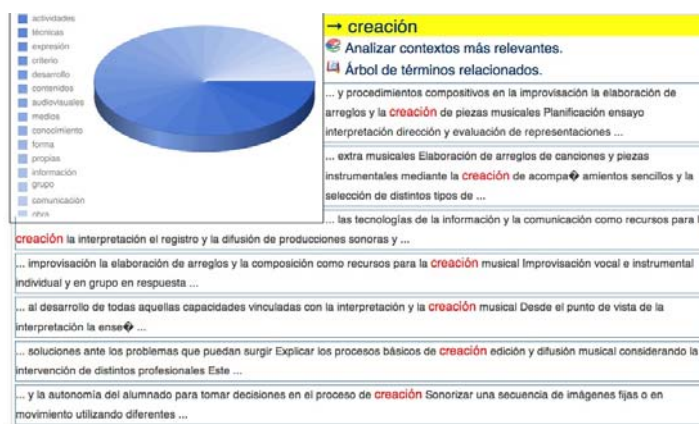 actividades
técnicas
expresión
criterio
desarrollo
contenidos
audiovisuales
medios
conocimiento
forma
propias
información
grupo
comunicación
obra
→ creación
Analizar contextos más relevantes.
Árbol de términos relacionados.
... y procedimientos compositivos en la improvisación la elaboración de
arreglos y la creación de piezas musicales Planificación ensayo
interpretación dirección y evaluación de representaciones ...
... extra musicales Elaboración de arreglos de canciones y piezas
instrumentales mediante la creación de acompa� amientos sencillos y la
selección de distintos tipos de ...
... las tecnologías de la información y la comunicación como recursos para l
creación la interpretación el registro y la difusión de producciones sonoras y ...
... improvisación la elaboración de arreglos y la composición como recursos para la creación musical Improvisación vocal e instrumental
individual y en grupo en respuesta ...
... al desarrollo de todas aquellas capacidades vinculadas con la interpretación y la creación musical Desde el punto de vista de la
interpretación la ense� ...
... soluciones ante los problemas que puedan surgir Explicar los procesos básicos de creación edición y difusión musical considerando la
intervención de distintos profesionales Este ...
... y la autonomía del alumnado para tomar decisiones en el proceso de creación Sonorizar una secuencia de imágenes fijas o en
movimiento utilizando diferentes ...